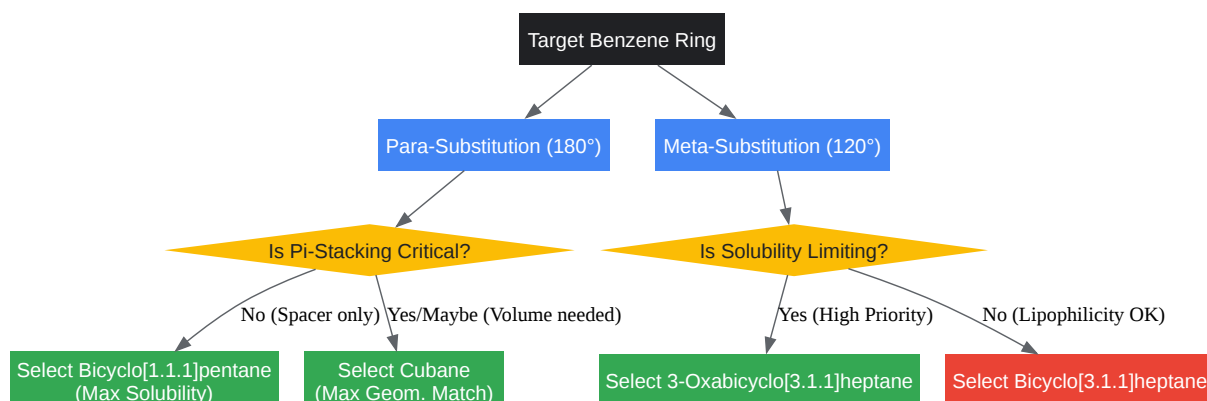 Target Benzene Ring
Para-Substitution (180°)
Meta-Substitution (120°)
Is Pi-Stacking Critical?
Is Solubility Limiting?
No (Spacer only)
Yes/Maybe (Volume needed)
Yes (High Priority)
No (Lipophilicity OK)
Select Bicyclo[1.1.1]pentane
(Max Solubility)
Select Cubane
(Max Geom. Match)
Select 3-Oxabicyclo[3.1.1]heptane
Select Bicyclo[3.1.1]heptane